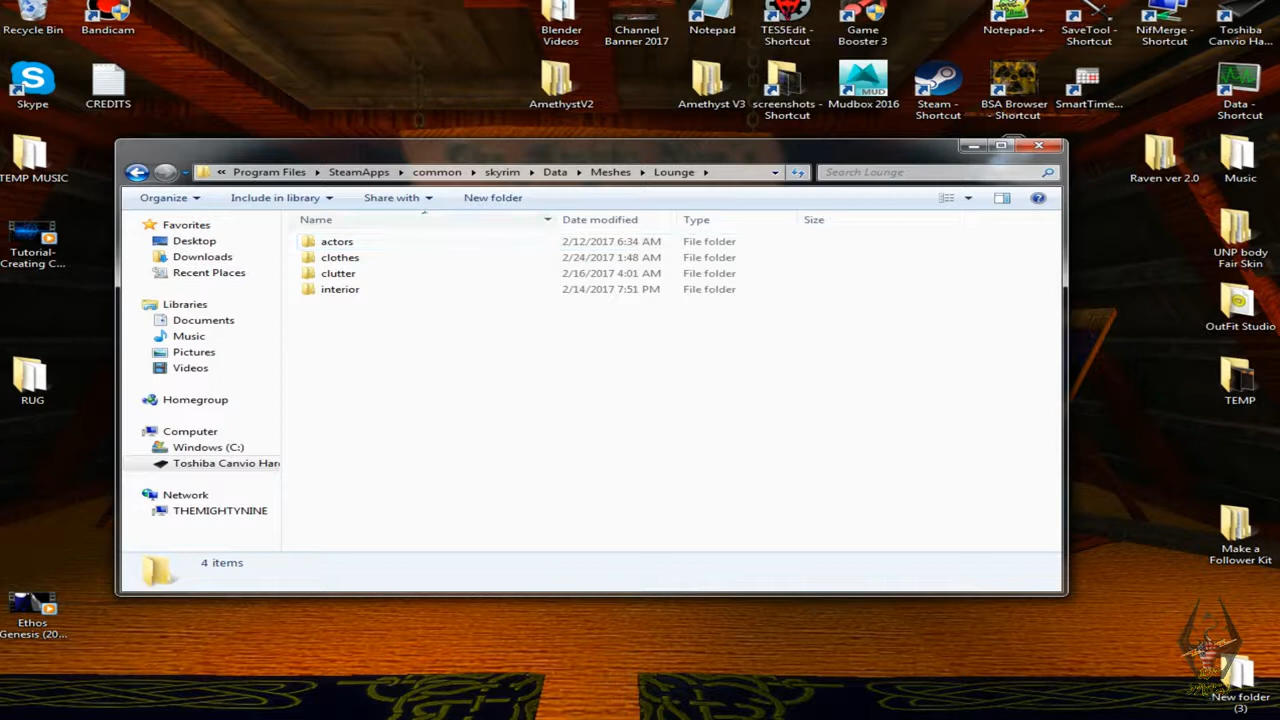 Recycle Bin
Bandicam
Blender
Videos
Channel
Banner 2017
Notepad
TES5Edit -
Shortcut
Game
Booster 3
Notepad++
SaveTool -
Shortcut
NifMerge -
Shortcut
Toshiba
Canvio Ha...
Skype
CREDITS
AmethystV2
Amethyst V3
screenshots -
Shortcut
MUD
Mudbox 2016
Steam -
Shortcut
BSA Browser
- Shortcut
SmartTime...
Data -
Shortcut
TEMP MUSIC
Raven ver 2.0
Music
Tutorial-
Creating C...
UNP body
Fair Skin
OutFit Studio
RUG
TEMP
Make a
Follower Kit
Ethos
Genesis (20...
New folder
(3)
« Program Files SteamApps common skyrim Data Meshes Lounge
Search Lounge
Organize Include in library Share with New folder
Name Date modified Type Size
actors 2/12/2017 6:34 AM File folder
clothes 2/24/2017 1:48 AM File folder
clutter 2/16/2017 4:01 AM File folder
interior 2/14/2017 7:51 PM File folder
Favorites
Desktop
Downloads
Recent Places
Libraries
Documents
Music
Pictures
Videos
Homegroup
Computer
Windows (C:)
Toshiba Canvio Har
Network
THEMIGHTYNINE
4 items